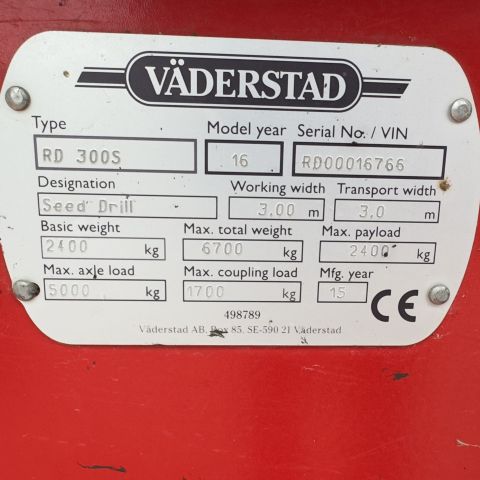 VÄDERSTAD
Type Model year Serial No. / VIN
RD 300S 16 RD00016766
Designation Working width Transport width
Seed Drill 3.00 m 3.0 m
Basic weight Max. total weight Max. payload
2400 kg 6700 kg 2400 kg
Max. axle load Max. coupling load Mfg. year
5000 kg 1700 kg 15 CE
498789
Väderstad AB, Box 85, SE-590 21 Väderstad